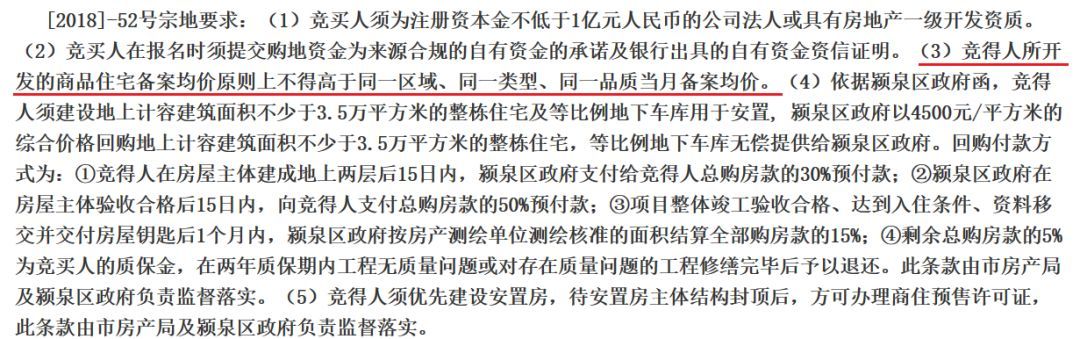 [2018]-52号宗地要求：（1）竞买人须为注册资本金不低于1亿元人民币的公司法人或具有房地产一级开发资质。
（2）竞买人在报名时须提交购地资金为来源合规的自有资金的承诺及银行出具的自有资金资信证明。（3）竞得人所开
发的商品住宅备案均价原则上不得高于同一区域、同一类型、同一品质当月备案均价。（4）依据颍泉区政府函，竞得
人须建设地上计容建筑面积不少于3.5万平方米的整栋住宅及等比例地下车库用于安置，颍泉区政府以4500元/平方米的
综合价格回购地上计容建筑面积不少于3.5万平方米的整栋住宅，等比例地下车库无偿提供给颍泉区政府。回购付款方
式为：①竞得人在房屋主体建成地上两层后15日内，颍泉区政府支付给竞得人总购房款的30%预付款；②颍泉区政府在
房屋主体验收合格后15日内，向竞得人支付总购房款的50%预付款；③项目整体竣工验收合格、达到入住条件、资料移
交并交付房屋钥匙后1个月内，颍泉区政府按房产测绘单位测绘核准的面积结算全部购房款的15%；④剩余总购房款的5%
为竞买人的质保金，在两年质保期内工程无质量问题或对存在质量问题的工程修缮完毕后予以退还。此条款由市房产局
及颍泉区政府负责监督落实。（5）竞得人须优先建设安置房，待安置房主体结构封顶后，方可办理商住预售许可证，
此条款由市房产局及颍泉区政府负责监督落实。